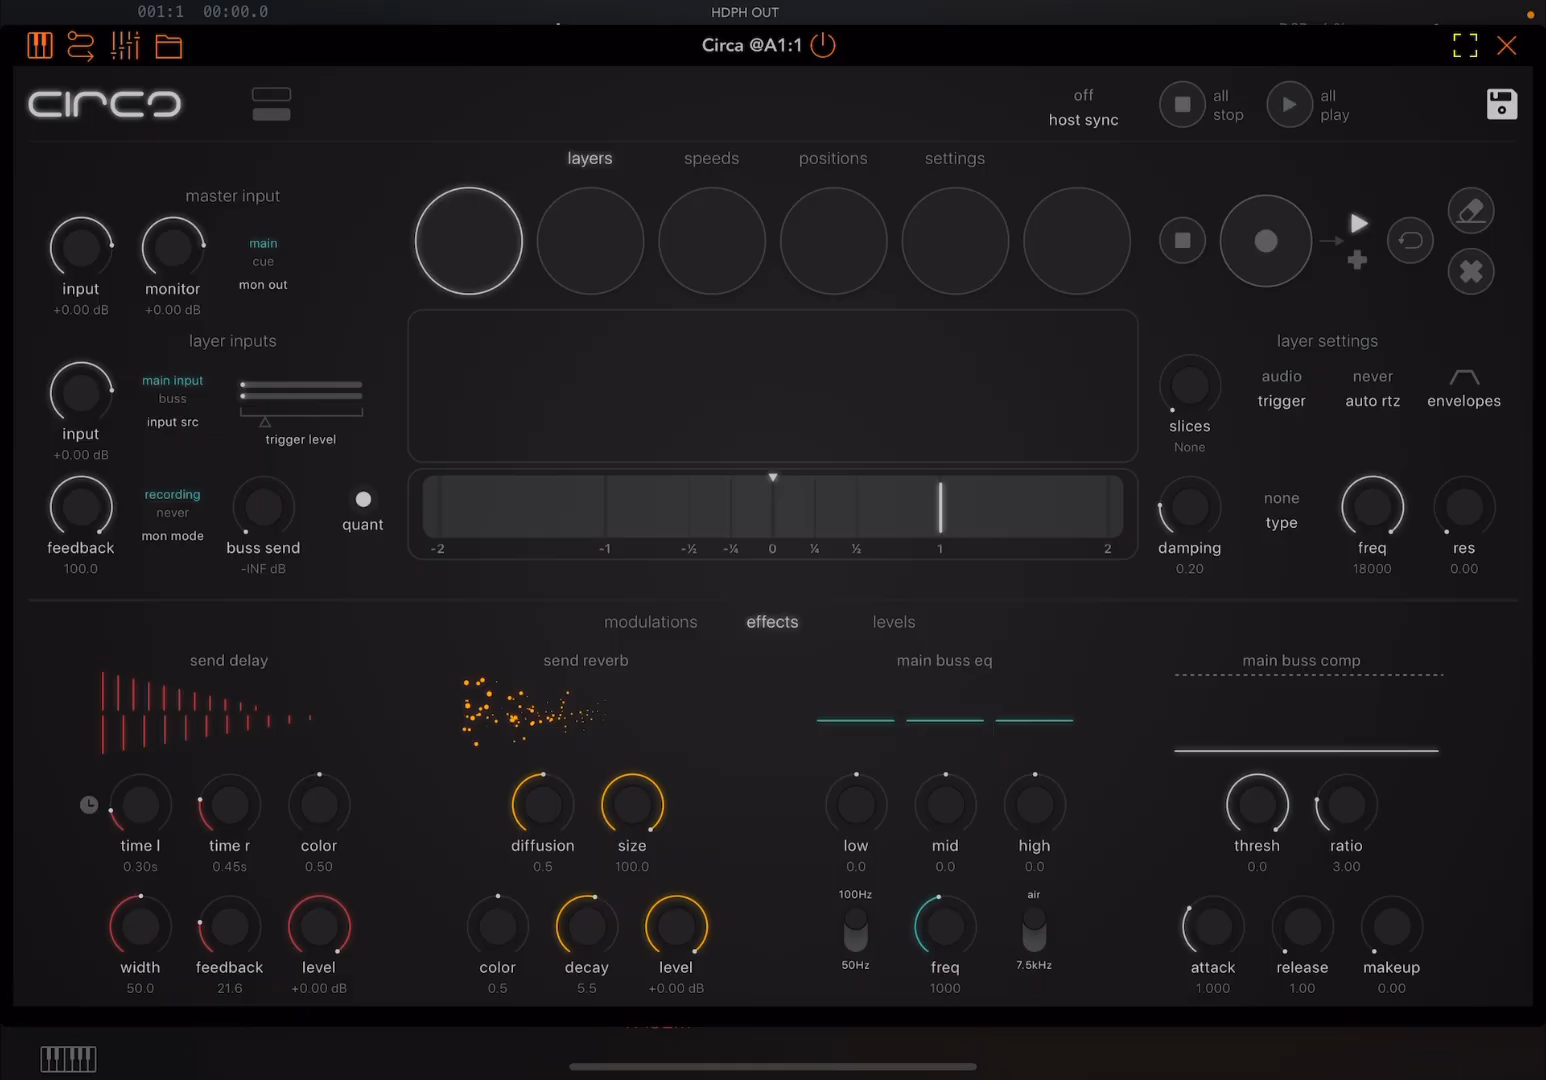 001:1 00:00.0
HDPH OUT
Circa @A1:1
circa
off
host sync
all
stop
all
play
layers
speeds
positions
settings
master input
input
+0.00 dB
monitor
+0.00 dB
main
cue
mon out
layer inputs
input
+0.00 dB
main input
buss
input src
trigger level
feedback
100.0
recording
never
mon mode
buss send
-INF dB
quant
-2 -1 -½ -¼ 0 ¼ ½ 1 2
layer settings
slices
None
audio
trigger
never
auto rtz
envelopes
damping
0.20
none
type
freq
18000
res
0.00
modulations
effects
levels
send delay
time l
0.30s
time r
0.45s
color
0.50
width
50.0
feedback
21.6
level
+0.00 dB
send reverb
diffusion
0.5
size
100.0
color
0.5
decay
5.5
level
+0.00 dB
main buss eq
low
0.0
mid
0.0
high
0.0
100Hz
50Hz
freq
1000
air
7.5kHz
main buss comp
thresh
0.0
ratio
3.00
attack
1.000
release
1.00
makeup
0.00